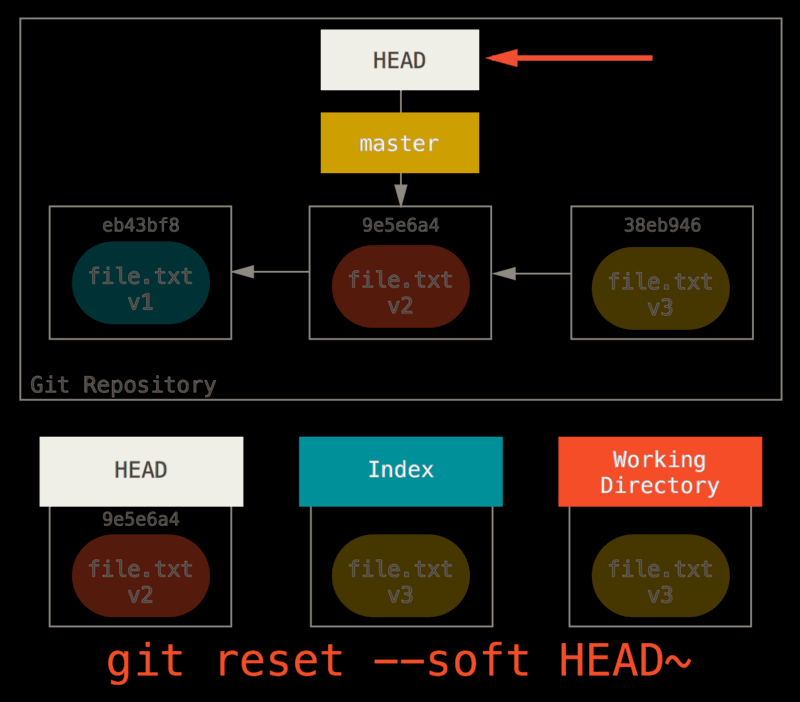 HEAD
master
eb43bf8
9e5e6a4
38eb946
file.txt
v1
file.txt
v2
file.txt
v3
Git Repository
HEAD
Index
Working
Directory
9e5e6a4
file.txt
v2
file.txt
v3
file.txt
v3
git reset --soft HEAD~